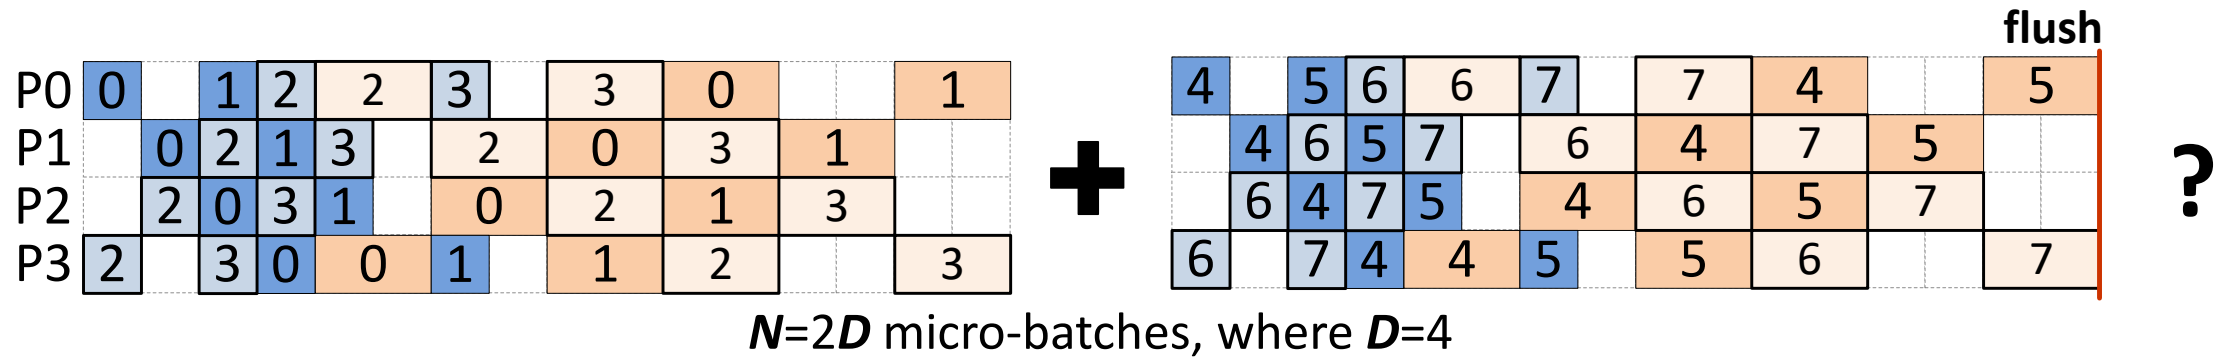 flush
P0 0 1 2 2 3 3 0 1 4 5 6 6 7 7 4 5
P1 0 2 1 3 2 0 3 1 4 6 5 7 6 4 7 5
P2 2 0 3 1 0 2 1 3 6 4 7 5 4 6 5 7
P3 2 3 0 0 1 1 2 3 6 7 4 4 5 5 6 7
+ ?
N=2D micro-batches, where D=4